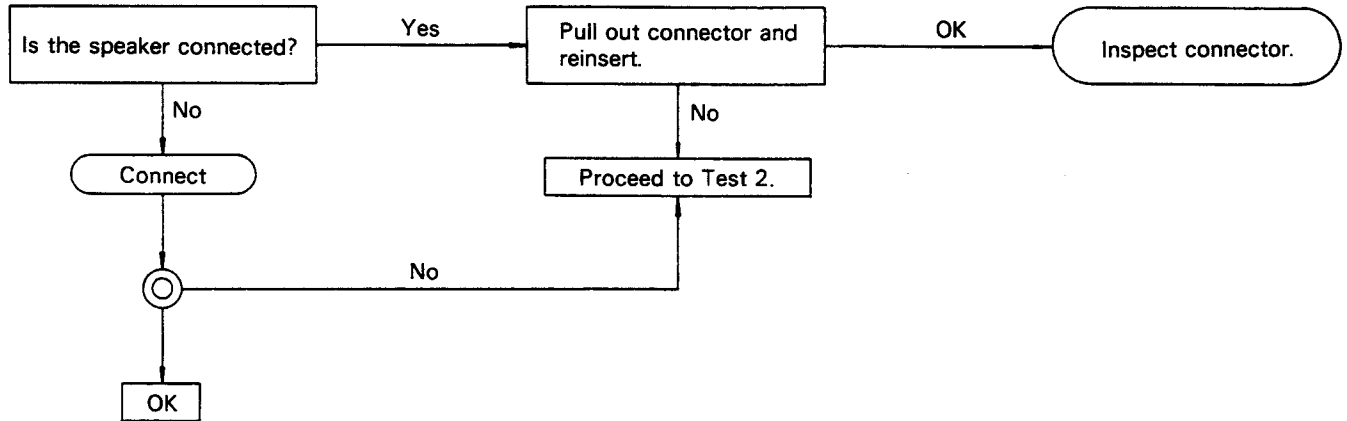 Is the speaker connected?
Yes
Pull out connector and
reinsert.
OK
Inspect connector.
No
No
Connect
Proceed to Test 2.
No
OK